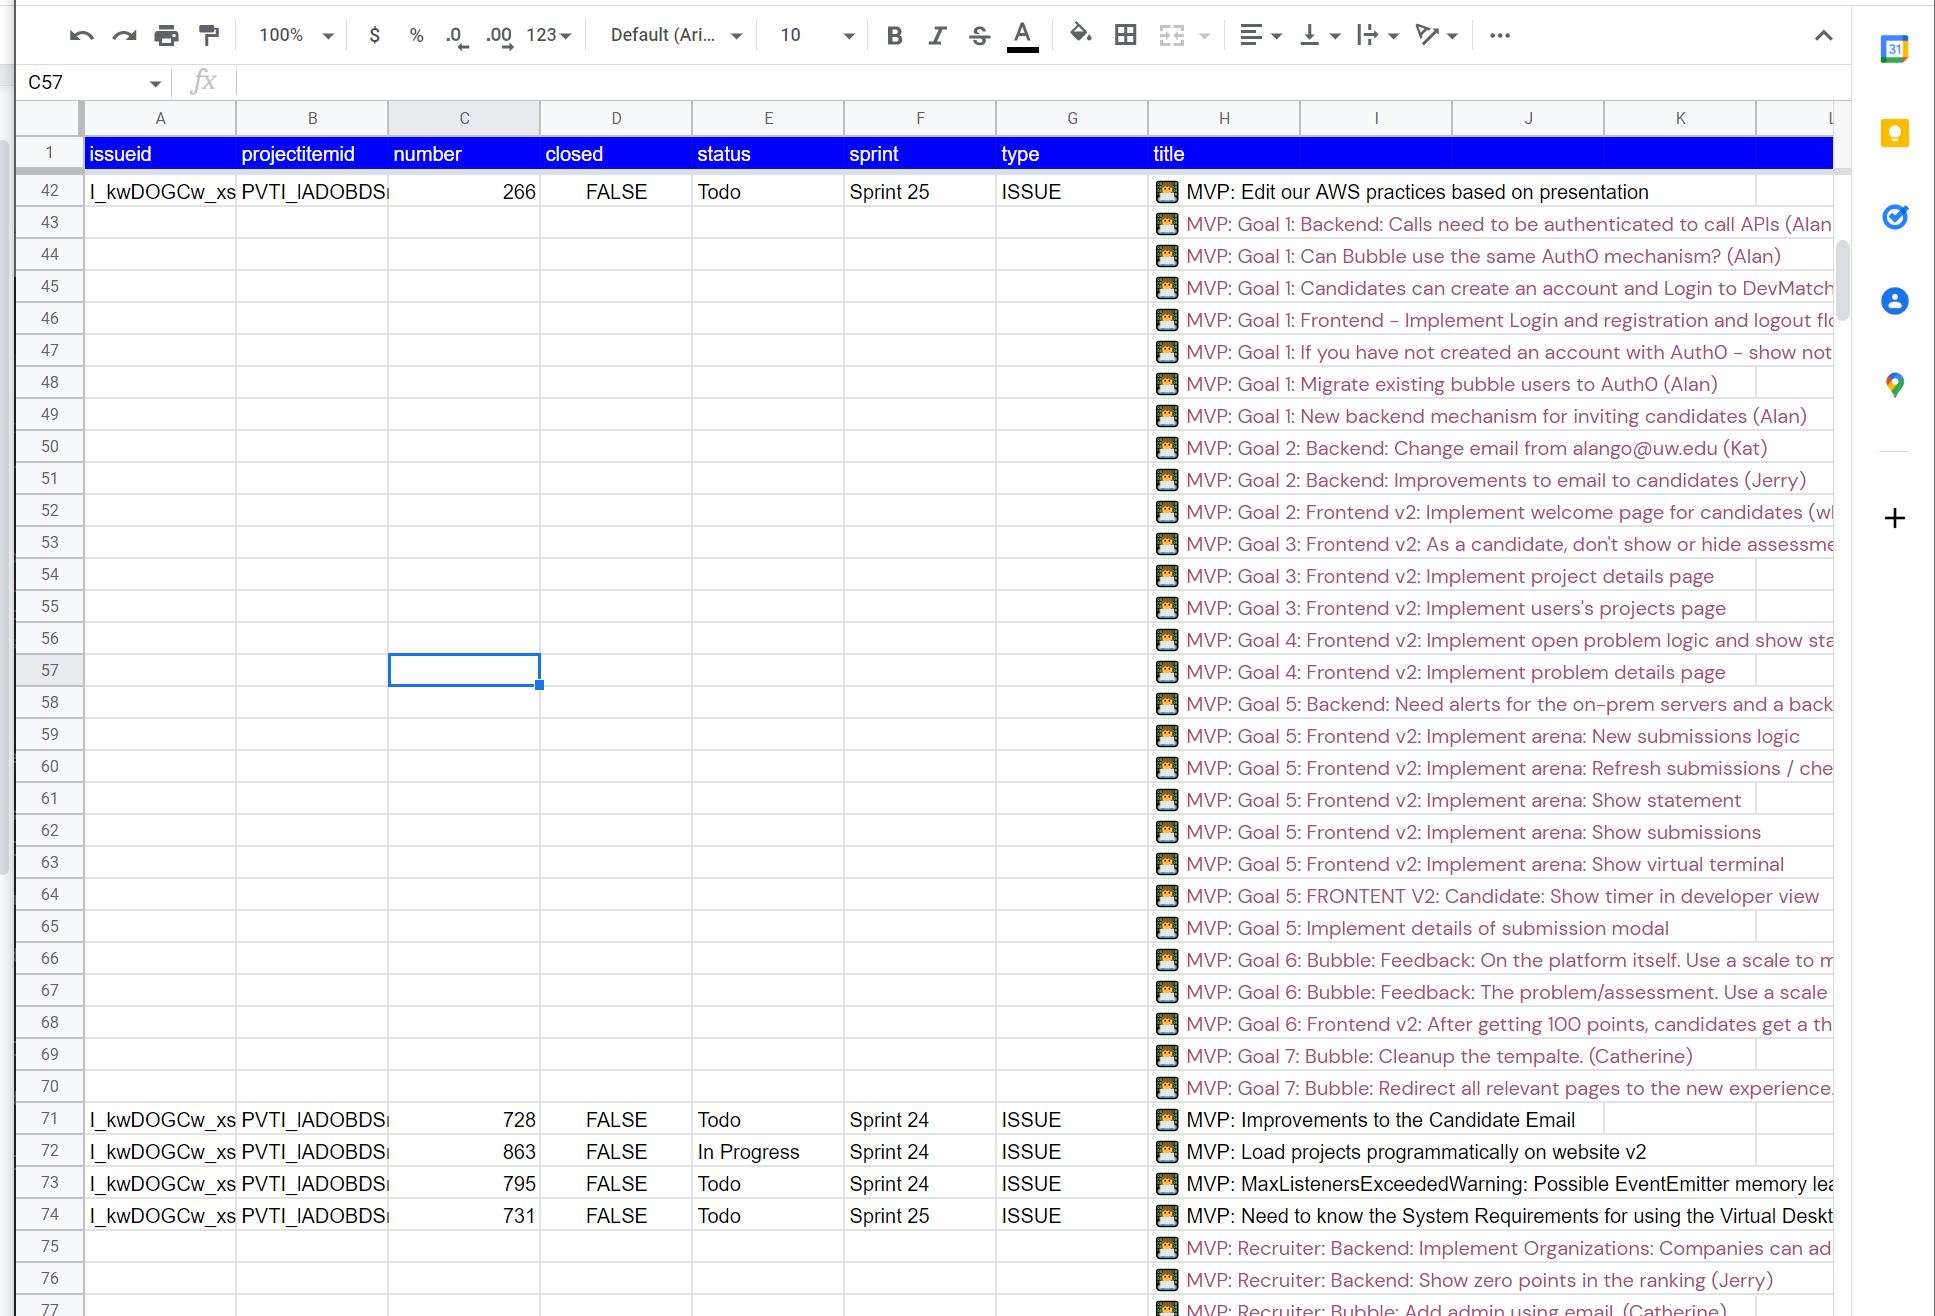 100% $ % .0 .00 123 Default (Ari... 10 B I S A
C57 fx
A B C D E F G H I J K L
1 issueid projectitemid number closed status sprint type title
42 I_kwDOGCw_xs PVTI_lADOBDS 266 FALSE Todo Sprint 25 ISSUE MVP: Edit our AWS practices based on presentation
43 MVP: Goal 1: Backend: Calls need to be authenticated to call APIs (Alan
44 MVP: Goal 1: Can Bubble use the same Auth0 mechanism? (Alan)
45 MVP: Goal 1: Candidates can create an account and Login to DevMatch
46 MVP: Goal 1: Frontend - Implement Login and registration and logout flo
47 MVP: Goal 1: If you have not created an account with Auth0 - show not
48 MVP: Goal 1: Migrate existing bubble users to Auth0 (Alan)
49 MVP: Goal 1: New backend mechanism for inviting candidates (Alan)
50 MVP: Goal 2: Backend: Change email from alango@uw.edu (Kat)
51 MVP: Goal 2: Backend: Improvements to email to candidates (Jerry)
52 MVP: Goal 2: Frontend v2: Implement welcome page for candidates (wh
53 MVP: Goal 3: Frontend v2: As a candidate, don't show or hide assessme
54 MVP: Goal 3: Frontend v2: Implement project details page
55 MVP: Goal 3: Frontend v2: Implement users's projects page
56 MVP: Goal 4: Frontend v2: Implement open problem logic and show sta
57 MVP: Goal 4: Frontend v2: Implement problem details page
58 MVP: Goal 5: Backend: Need alerts for the on-prem servers and a back
59 MVP: Goal 5: Frontend v2: Implement arena: New submissions logic
60 MVP: Goal 5: Frontend v2: Implement arena: Refresh submissions / che
61 MVP: Goal 5: Frontend v2: Implement arena: Show statement
62 MVP: Goal 5: Frontend v2: Implement arena: Show submissions
63 MVP: Goal 5: Frontend v2: Implement arena: Show virtual terminal
64 MVP: Goal 5: FRONTENT V2: Candidate: Show timer in developer view
65 MVP: Goal 5: Implement details of submission modal
66 MVP: Goal 6: Bubble: Feedback: On the platform itself. Use a scale to m
67 MVP: Goal 6: Bubble: Feedback: The problem/assessment. Use a scale
68 MVP: Goal 6: Frontend v2: After getting 100 points, candidates get a th
69 MVP: Goal 7: Bubble: Cleanup the tempalte. (Catherine)
70 MVP: Goal 7: Bubble: Redirect all relevant pages to the new experience.
71 I_kwDOGCw_xs PVTI_lADOBDS 728 FALSE Todo Sprint 24 ISSUE MVP: Improvements to the Candidate Email
72 I_kwDOGCw_xs PVTI_lADOBDS 863 FALSE In Progress Sprint 24 ISSUE MVP: Load projects programmatically on website v2
73 I_kwDOGCw_xs PVTI_lADOBDS 795 FALSE Todo Sprint 24 ISSUE MVP: MaxListenersExceededWarning: Possible EventEmitter memory lea
74 I_kwDOGCw_xs PVTI_lADOBDS 731 FALSE Todo Sprint 25 ISSUE MVP: Need to know the System Requirements for using the Virtual Deskt
75 MVP: Recruiter: Backend: Implement Organizations: Companies can ad
76 MVP: Recruiter: Backend: Show zero points in the ranking (Jerry)
77 MVP: Recruiter: Bubble: Add admin using email. (Catherine)
31